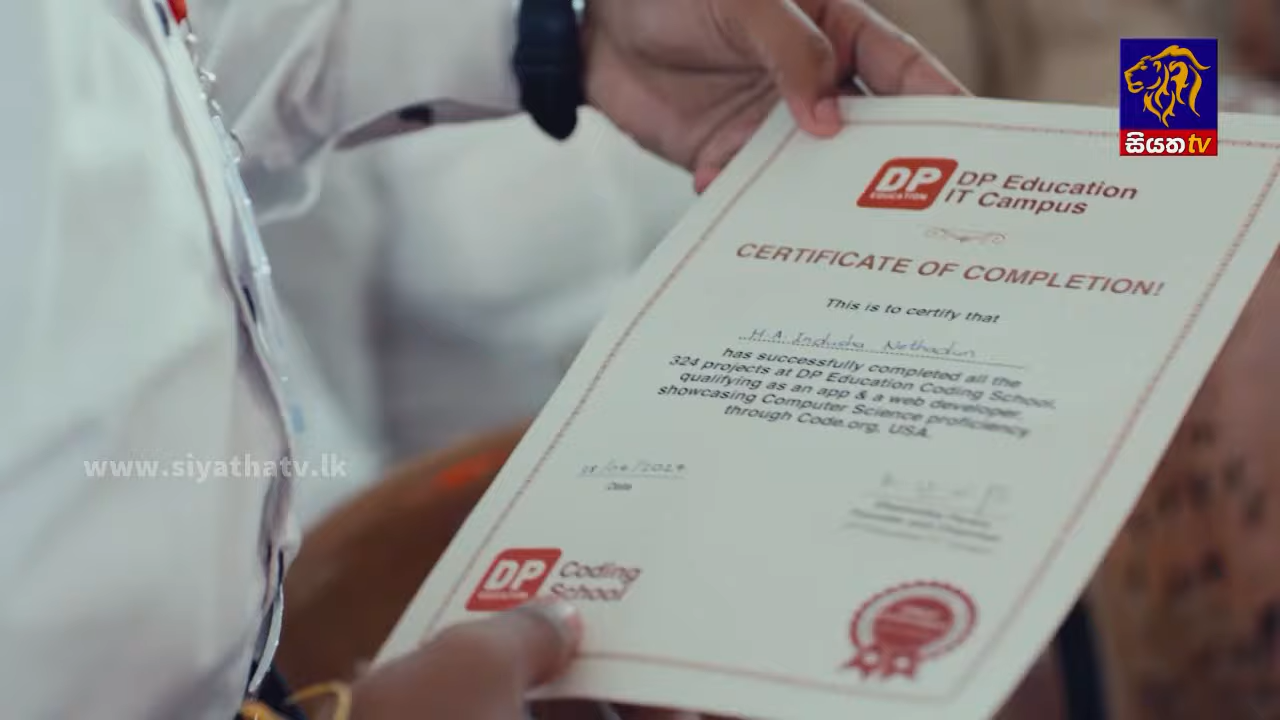 සියත tv
DP
EDUCATION
DP Education
IT Campus
CERTIFICATE OF COMPLETION!
This is to certify that
H.A. Indusha Nethadun
has successfully completed all the
324 projects at DP Education Coding School,
qualifying as an app & a web developer,
showcasing Computer Science proficiency
through Code.org, USA.
www.siyathatv.lk
Date
DP
EDUCATION
Coding
School